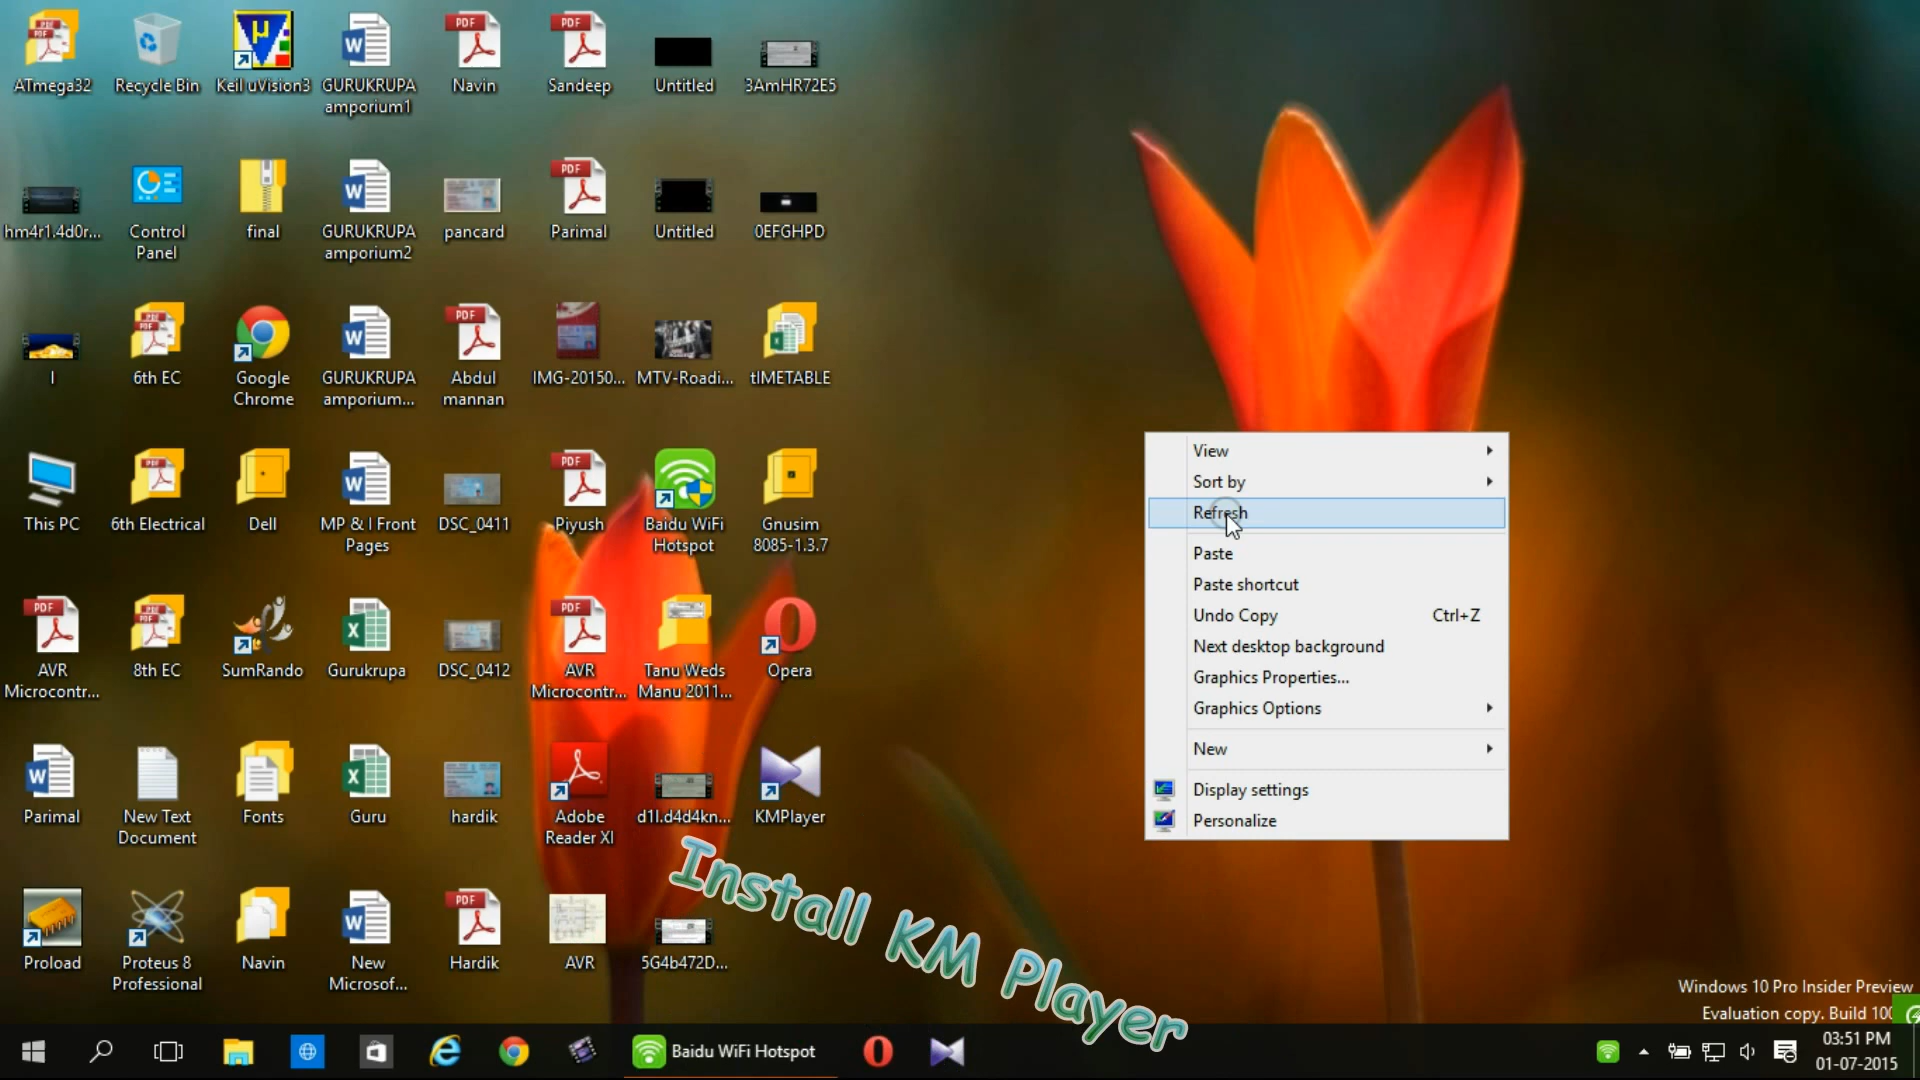 ATmega32
Recycle Bin
Keil uVision3
GURUKRUPA
amporium1
Navin
Sandeep
Untitled
3AmHR72E5
hm4r1.4d0r...
Control
Panel
final
GURUKRUPA
amporium2
pancard
Parimal
Untitled
0EFGHPD
I
6th EC
Google
Chrome
GURUKRUPA
amporium...
Abdul
mannan
IMG-20150...
MTV-Roadi...
tIMETABLE
This PC
6th Electrical
Dell
MP & I Front
Pages
DSC_0411
Piyush
Baidu WiFi
Hotspot
Gnusim
8085-1.3.7
AVR
Microcontr...
8th EC
SumRando
Gurukrupa
DSC_0412
AVR
Microcontr...
Tanu Weds
Manu 2011...
Opera
Parimal
New Text
Document
Fonts
Guru
hardik
Adobe
Reader XI
d1l.d4d4kn...
KMPlayer
Proload
Proteus 8
Professional
Navin
New
Microsof...
Hardik
AVR
5G4b472D...
View
Sort by
Refresh
Paste
Paste shortcut
Undo Copy Ctrl+Z
Next desktop background
Graphics Properties...
Graphics Options
New
Display settings
Personalize
Install KM Player
Windows 10 Pro Insider Preview
Evaluation copy. Build 100
Baidu WiFi Hotspot
03:51 PM
01-07-2015